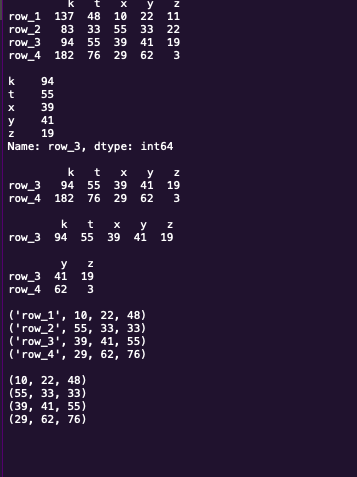 k t x y z
row_1 137 48 10 22 11
row_2 83 33 55 33 22
row_3 94 55 39 41 19
row_4 182 76 29 62 3
k 94
t 55
x 39
y 41
z 19
Name: row_3, dtype: int64
k t x y z
row_3 94 55 39 41 19
row_4 182 76 29 62 3
k t x y z
row_3 94 55 39 41 19
y z
row_3 41 19
row_4 62 3
('row_1', 10, 22, 48)
('row_2', 55, 33, 33)
('row_3', 39, 41, 55)
('row_4', 29, 62, 76)
(10, 22, 48)
(55, 33, 33)
(39, 41, 55)
(29, 62, 76)